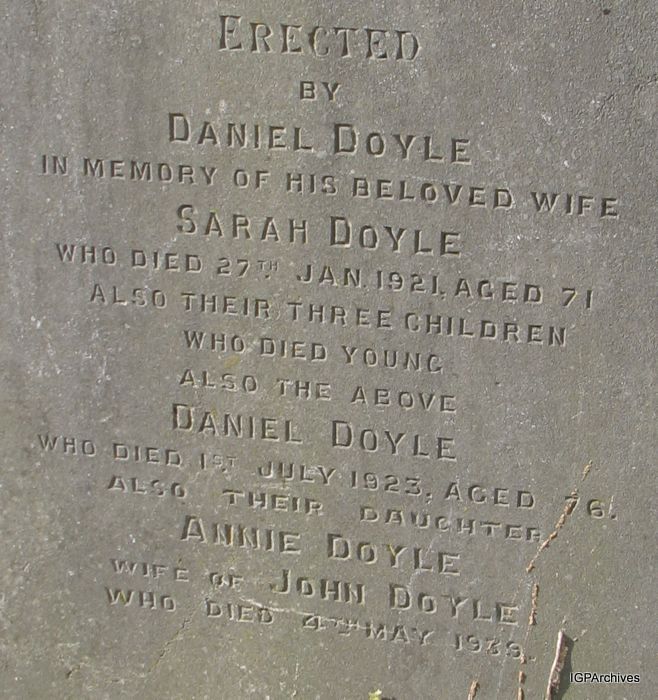 ERECTED
BY
DANIEL DOYLE
IN MEMORY OF HIS BELOVED WIFE
SARAH DOYLE
WHO DIED 27TH JAN. 1921, AGED 71
ALSO THEIR THREE CHILDREN
WHO DIED YOUNG
ALSO THE ABOVE
DANIEL DOYLE
WHO DIED 1ST JULY 1923, AGED 76.
ALSO THEIR DAUGHTER
ANNIE DOYLE
WIFE OF JOHN DOYLE
WHO DIED 4TH MAY 1939.
IGPArchives